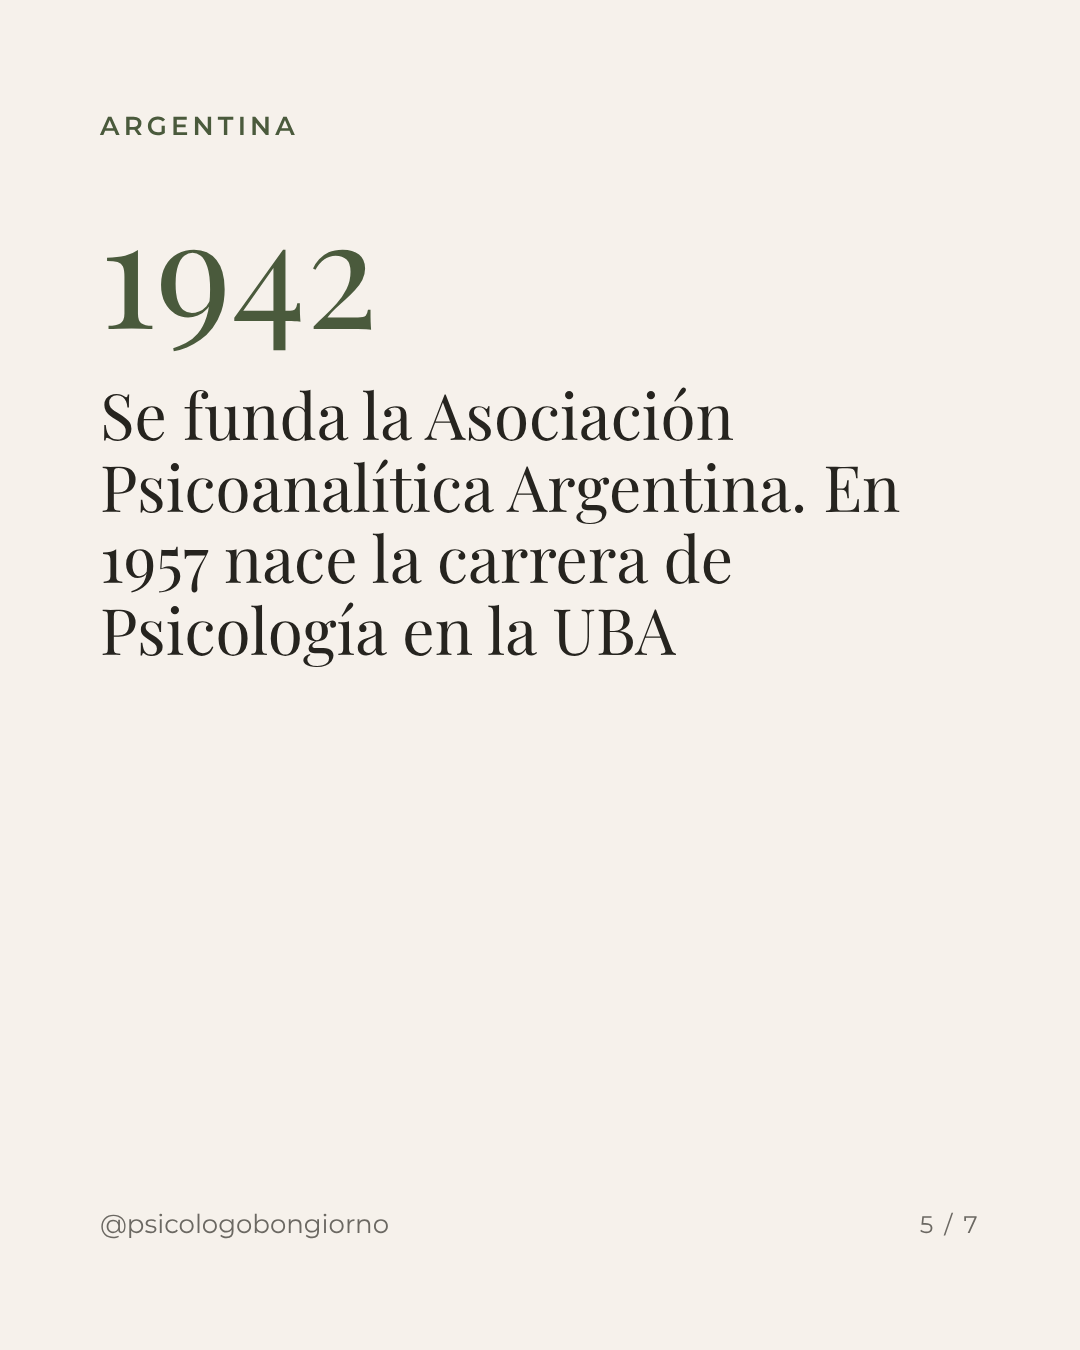 ARGENTINA
1942
Se funda la Asociación
Psicoanalítica Argentina. En
1957 nace la carrera de
Psicología en la UBA
@psicologobongiorno
5 / 7